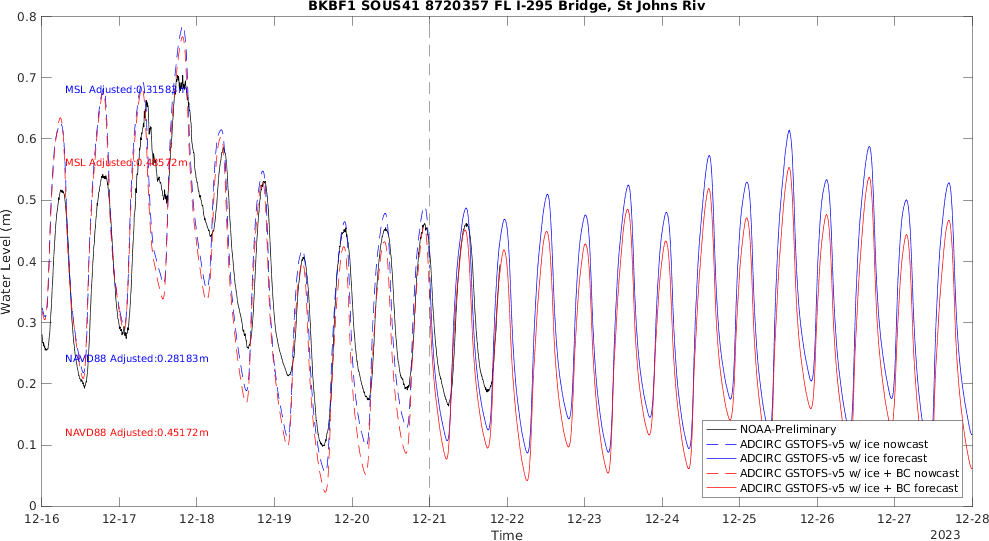 BKBF1 SOUS41 8720357 FL I-295 Bridge, St Johns Riv
0.8
0.7
0.6
0.5
0.4
0.3
0.2
0.1
0
Water Level (m)
MSL Adjusted:0.31583m
MSL Adjusted:0.48572m
NAVD88 Adjusted:0.28183m
NAVD88 Adjusted:0.45172m
NOAA-Preliminary
ADCIRC GSTOFS-v5 w/ ice nowcast
ADCIRC GSTOFS-v5 w/ ice forecast
ADCIRC GSTOFS-v5 w/ ice + BC nowcast
ADCIRC GSTOFS-v5 w/ ice + BC forecast
12-16 12-17 12-18 12-19 12-20 12-21 12-22 12-23 12-24 12-25 12-26 12-27 12-28
Time
2023